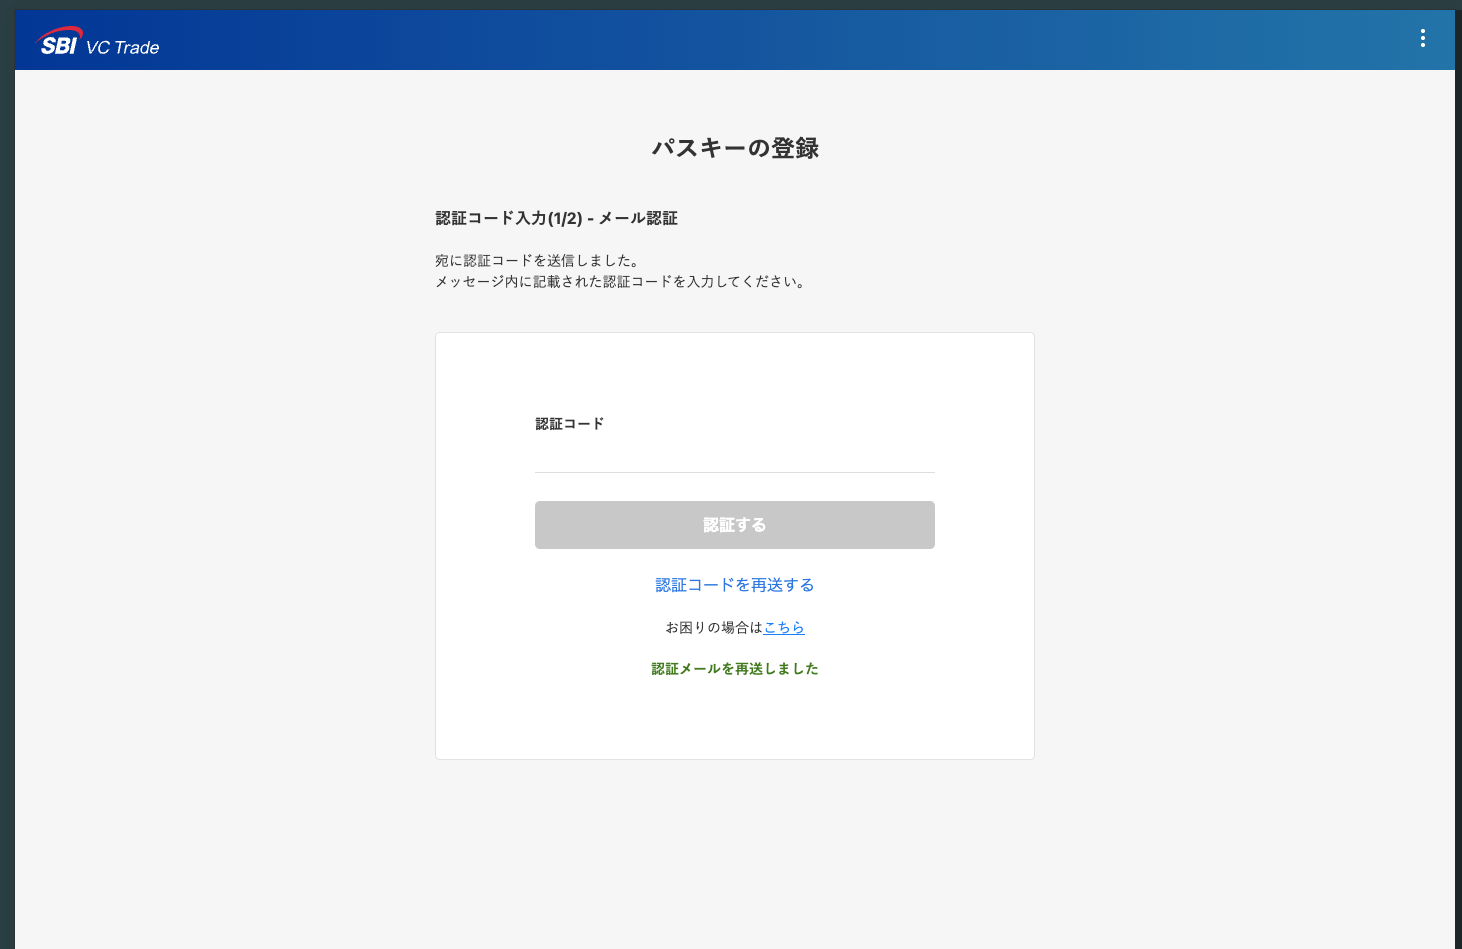 SBI VC Trade
パスキーの登録
認証コード入力(1/2) - メール認証
宛に認証コードを送信しました。
メッセージ内に記載された認証コードを入力してください。
認証コード
認証する
認証コードを再送する
お困りの場合はこちら
認証メールを再送しました